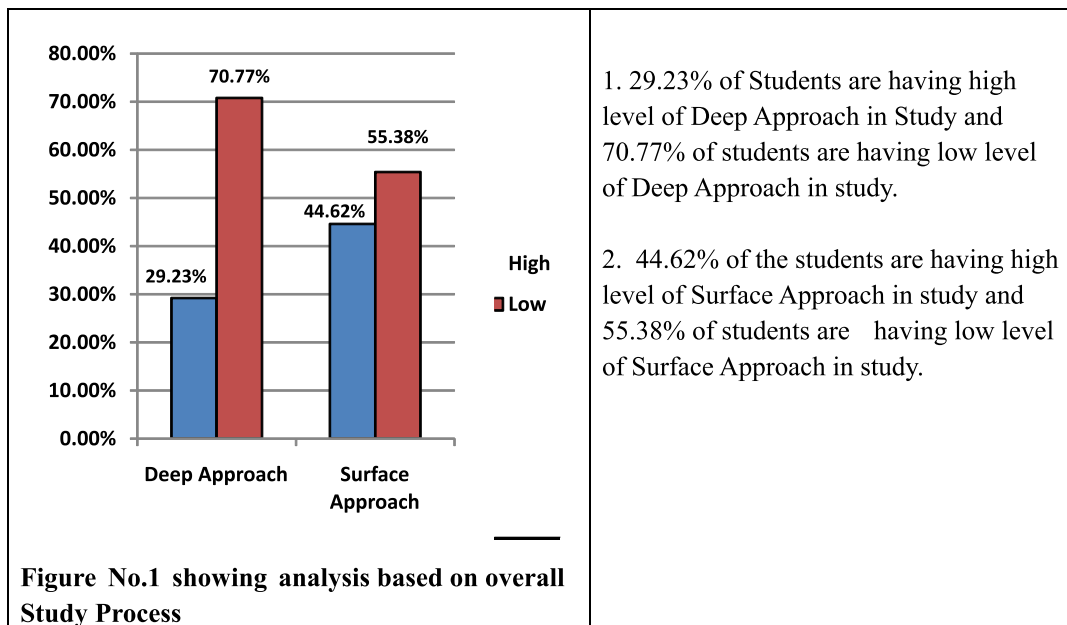 80.00%
70.00%
60.00%
50.00%
40.00%
30.00%
20.00%
10.00%
0.00%
70.77%
55.38%
44.62%
29.23%
High
Low
Deep Approach
Surface
Approach
Figure No.1 showing analysis based on overall
Study Process
1. 29.23% of Students are having high
level of Deep Approach in Study and
70.77% of students are having low level
of Deep Approach in study.
2. 44.62% of the students are having high
level of Surface Approach in study and
55.38% of students are having low level
of Surface Approach in study.